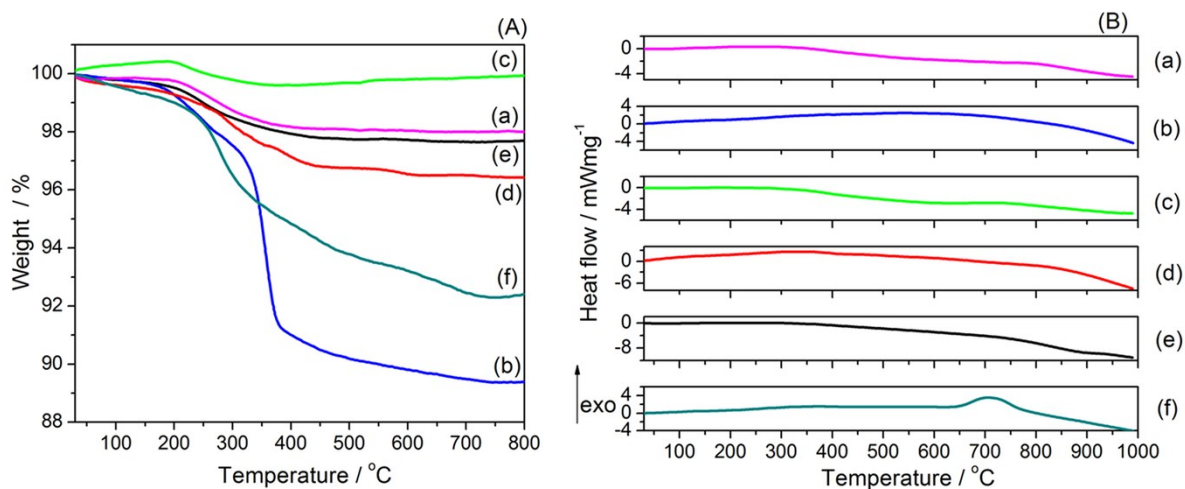 (A)
100
98
96
94
92
90
88
Weight / %
(c)
(a)
(e)
(d)
(f)
(b)
100 200 300 400 500 600 700 800
Temperature / °C
(B)
0
-4
(a)
4
0
-4
(b)
0
-4
(c)
0
-6
(d)
0
-8
(e)
4
0
-4
(f)
Heat flow / mWmg⁻¹
exo
100 200 300 400 500 600 700 800 900 1000
Temperature / °C